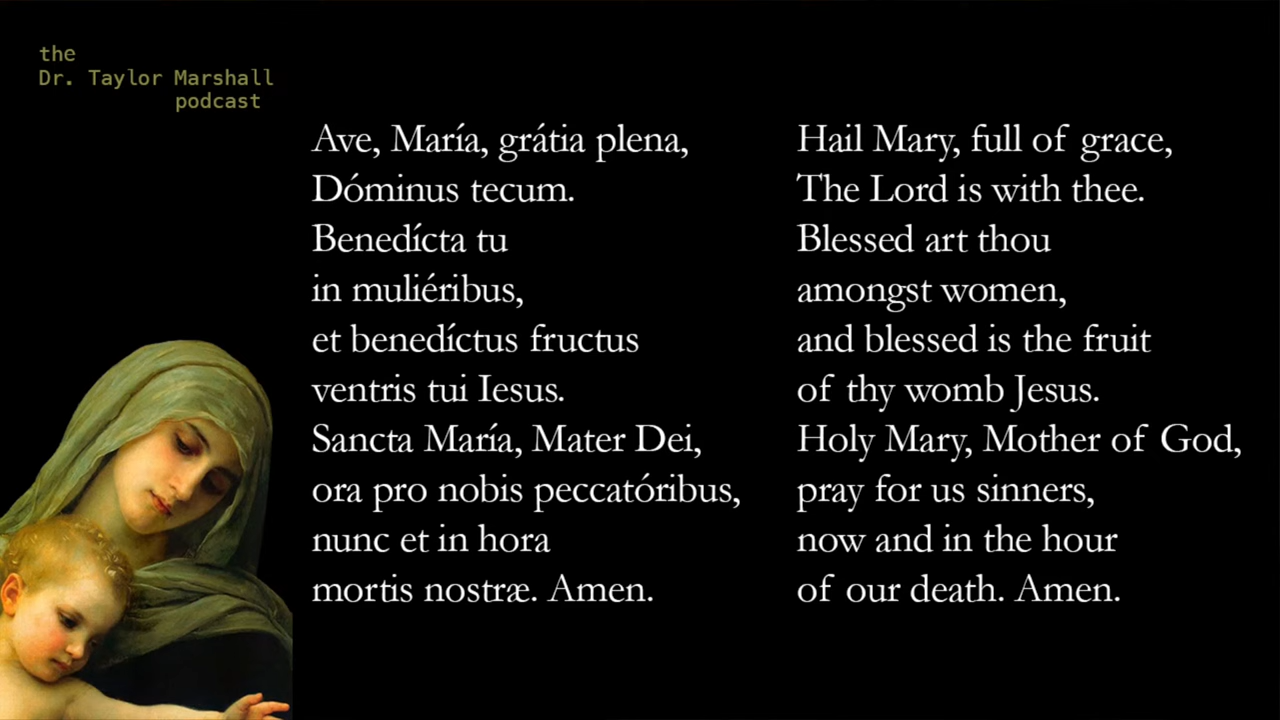 the
Dr. Taylor Marshall
podcast
Ave, María, grátia plena,
Dóminus tecum.
Benedícta tu
in muliéribus,
et benedíctus fructus
ventris tui Iesus.
Sancta María, Mater Dei,
ora pro nobis peccatóribus,
nunc et in hora
mortis nostræ. Amen.
Hail Mary, full of grace,
The Lord is with thee.
Blessed art thou
amongst women,
and blessed is the fruit
of thy womb Jesus.
Holy Mary, Mother of God,
pray for us sinners,
now and in the hour
of our death. Amen.